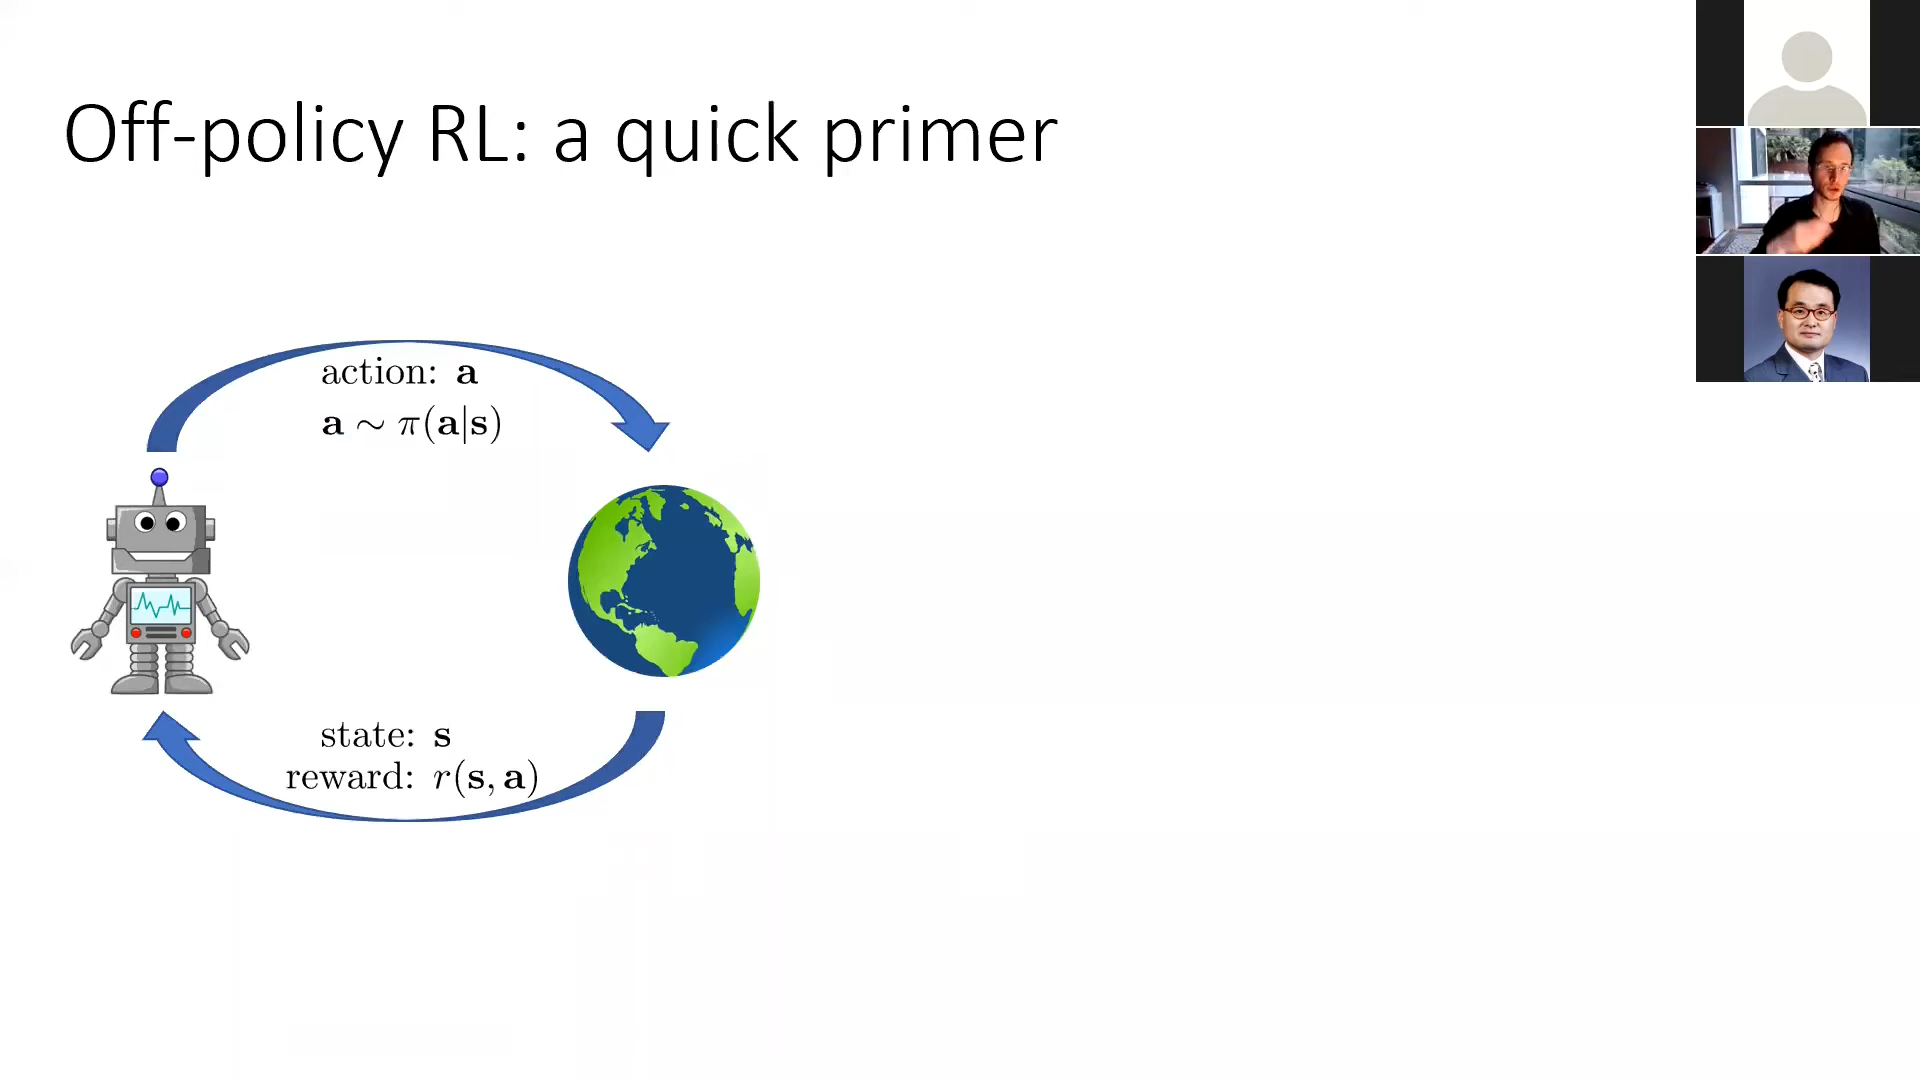 Off-policy RL: a quick primer
action: a
a ∼ π(a|s)
state: s
reward: r(s, a)